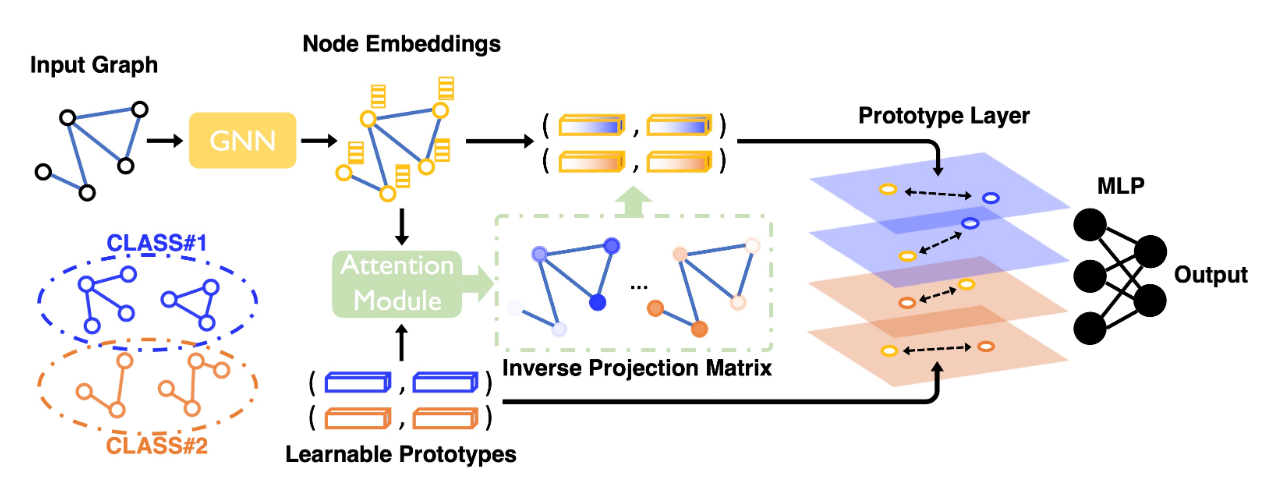 Node Embeddings
Input Graph
GNN
( , )
( , )
Prototype Layer
MLP
Output
CLASS#1
Attention
Module
...
Inverse Projection Matrix
( , )
( , )
CLASS#2
Learnable Prototypes